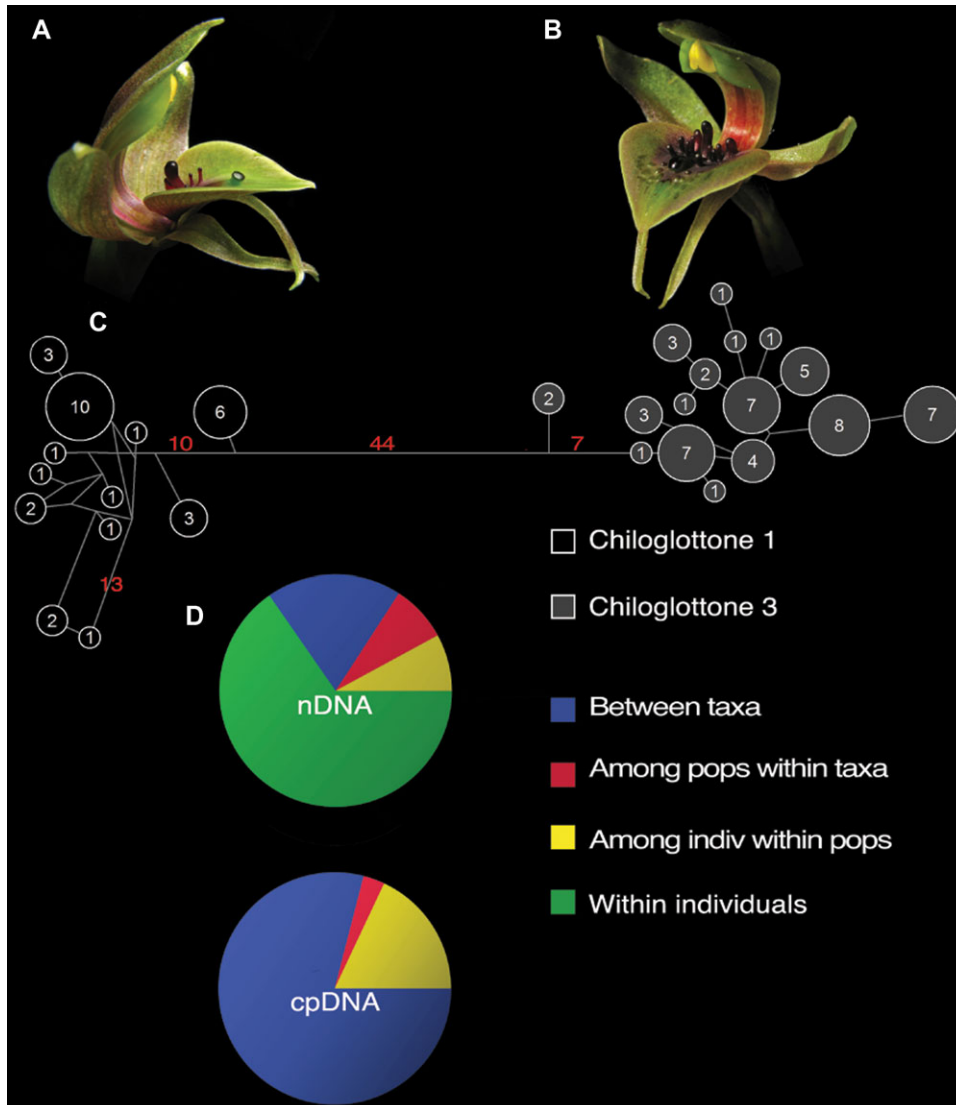 A
B
C
1
3
1
1
3
2
5
10
6
1
2
7
1
3
8
7
1
10
44
7
1
7
4
1
1
2
1
3
1
13
2
1
Chiloglottone 1
Chiloglottone 3
D
nDNA
Between taxa
Among pops within taxa
Among indiv within pops
Within individuals
cpDNA